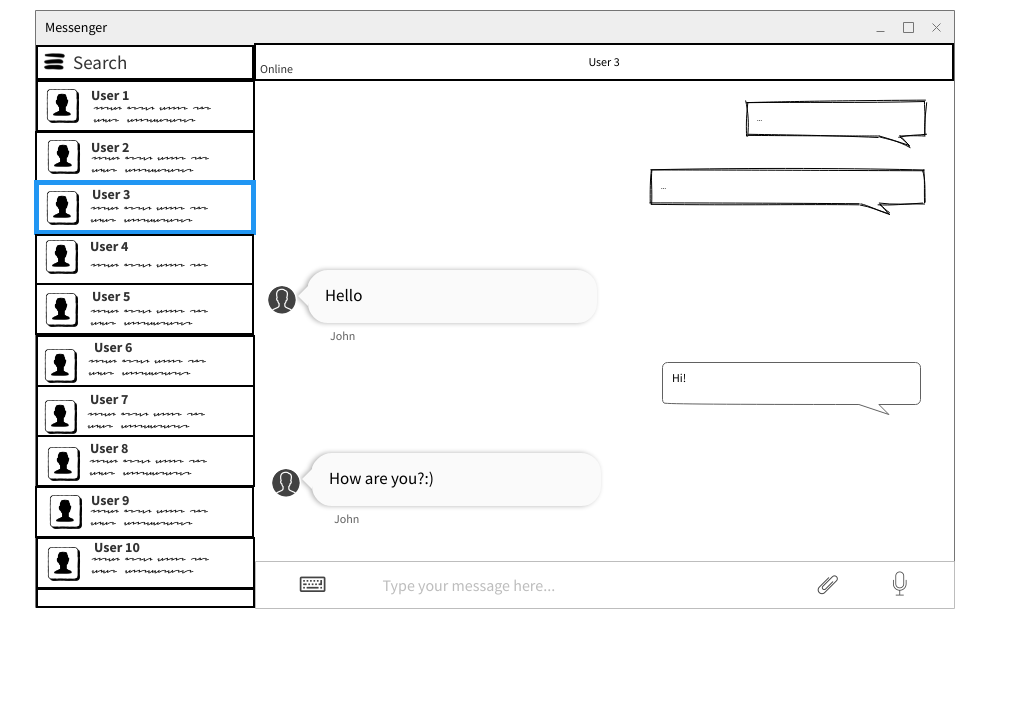 Messenger
Search
Online
User 3
User 1
User 2
User 3
User 4
User 5
User 6
User 7
User 8
User 9
User 10
...
...
Hello
John
Hi!
How are you?:)
John
Type your message here...